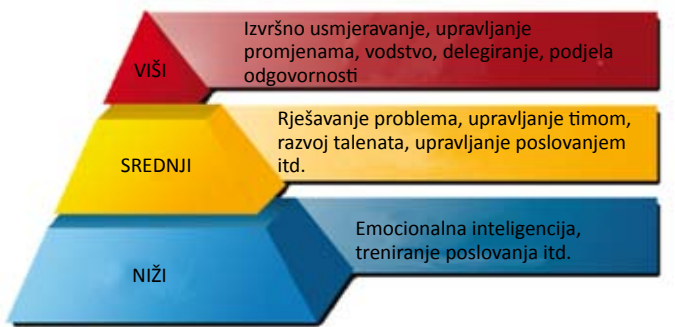 VIŠI
Izvršno usmjeravanje, upravljanje
promjenama, vodstvo, delegiranje, podjela
odgovornosti
SREDNJI
Rješavanje problema, upravljanje timom,
razvoj talenata, upravljanje poslovanjem
itd.
NIŽI
Emocionalna inteligencija,
treniranje poslovanja itd.